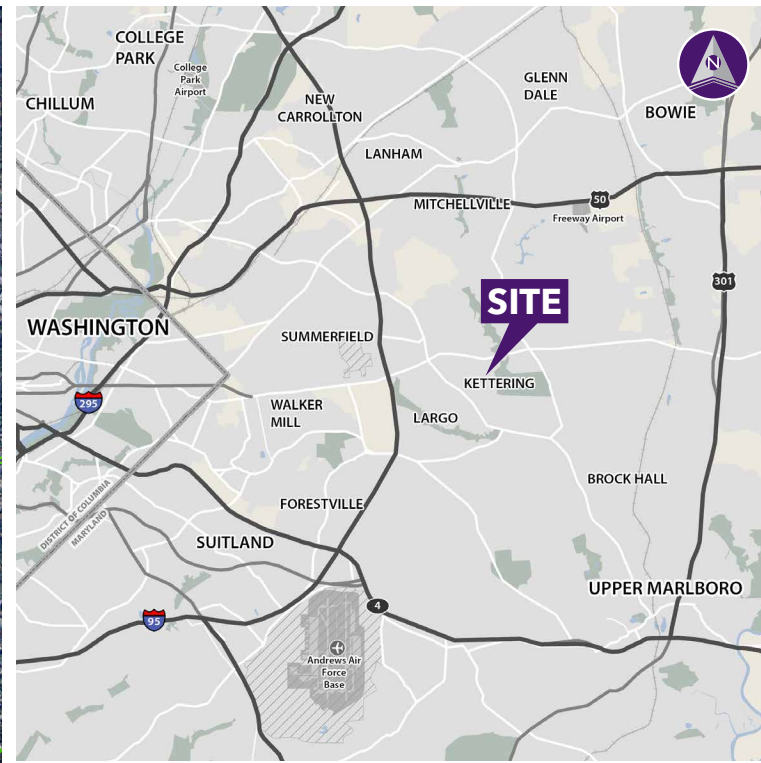 COLLEGE
PARK
College
Park
Airport
GLENN
DALE
N
CHILLUM
NEW
CARROLLTON
BOWIE
LANHAM
MITCHELLVILLE
50
Freeway Airport
301
SITE
WASHINGTON
SUMMERFIELD
KETTERING
295
WALKER
MILL
LARGO
BROCK HALL
FORESTVILLE
DISTRICT OF COLUMBIA
MARYLAND
SUITLAND
UPPER MARLBORO
4
95
Andrews Air
Force
Base